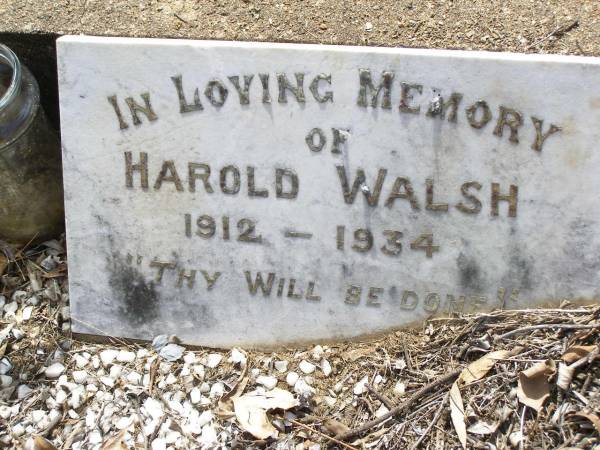 In Loving Memory
of
Harold Walsh
1912 - 1934
"Thy Will be done"